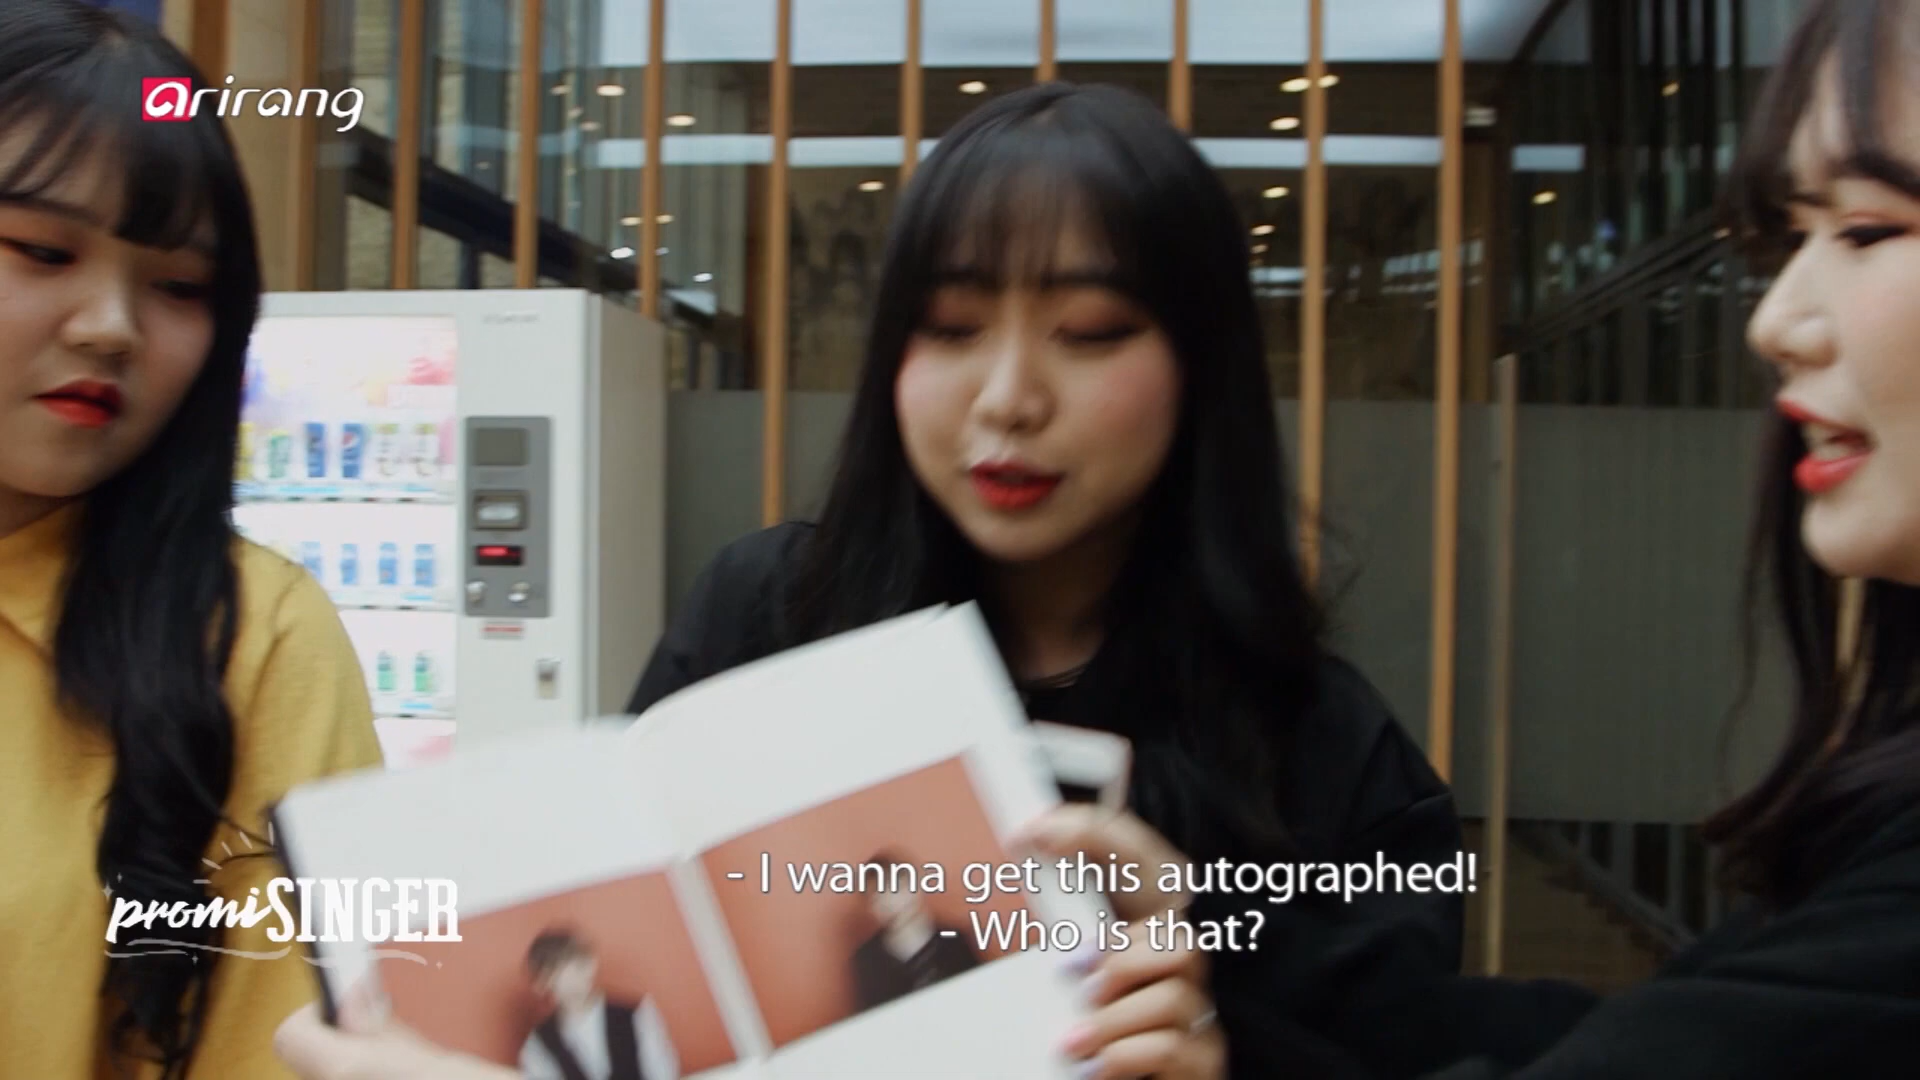 arirang
- I wanna get this autographed!
- Who is that?
promiSINGER